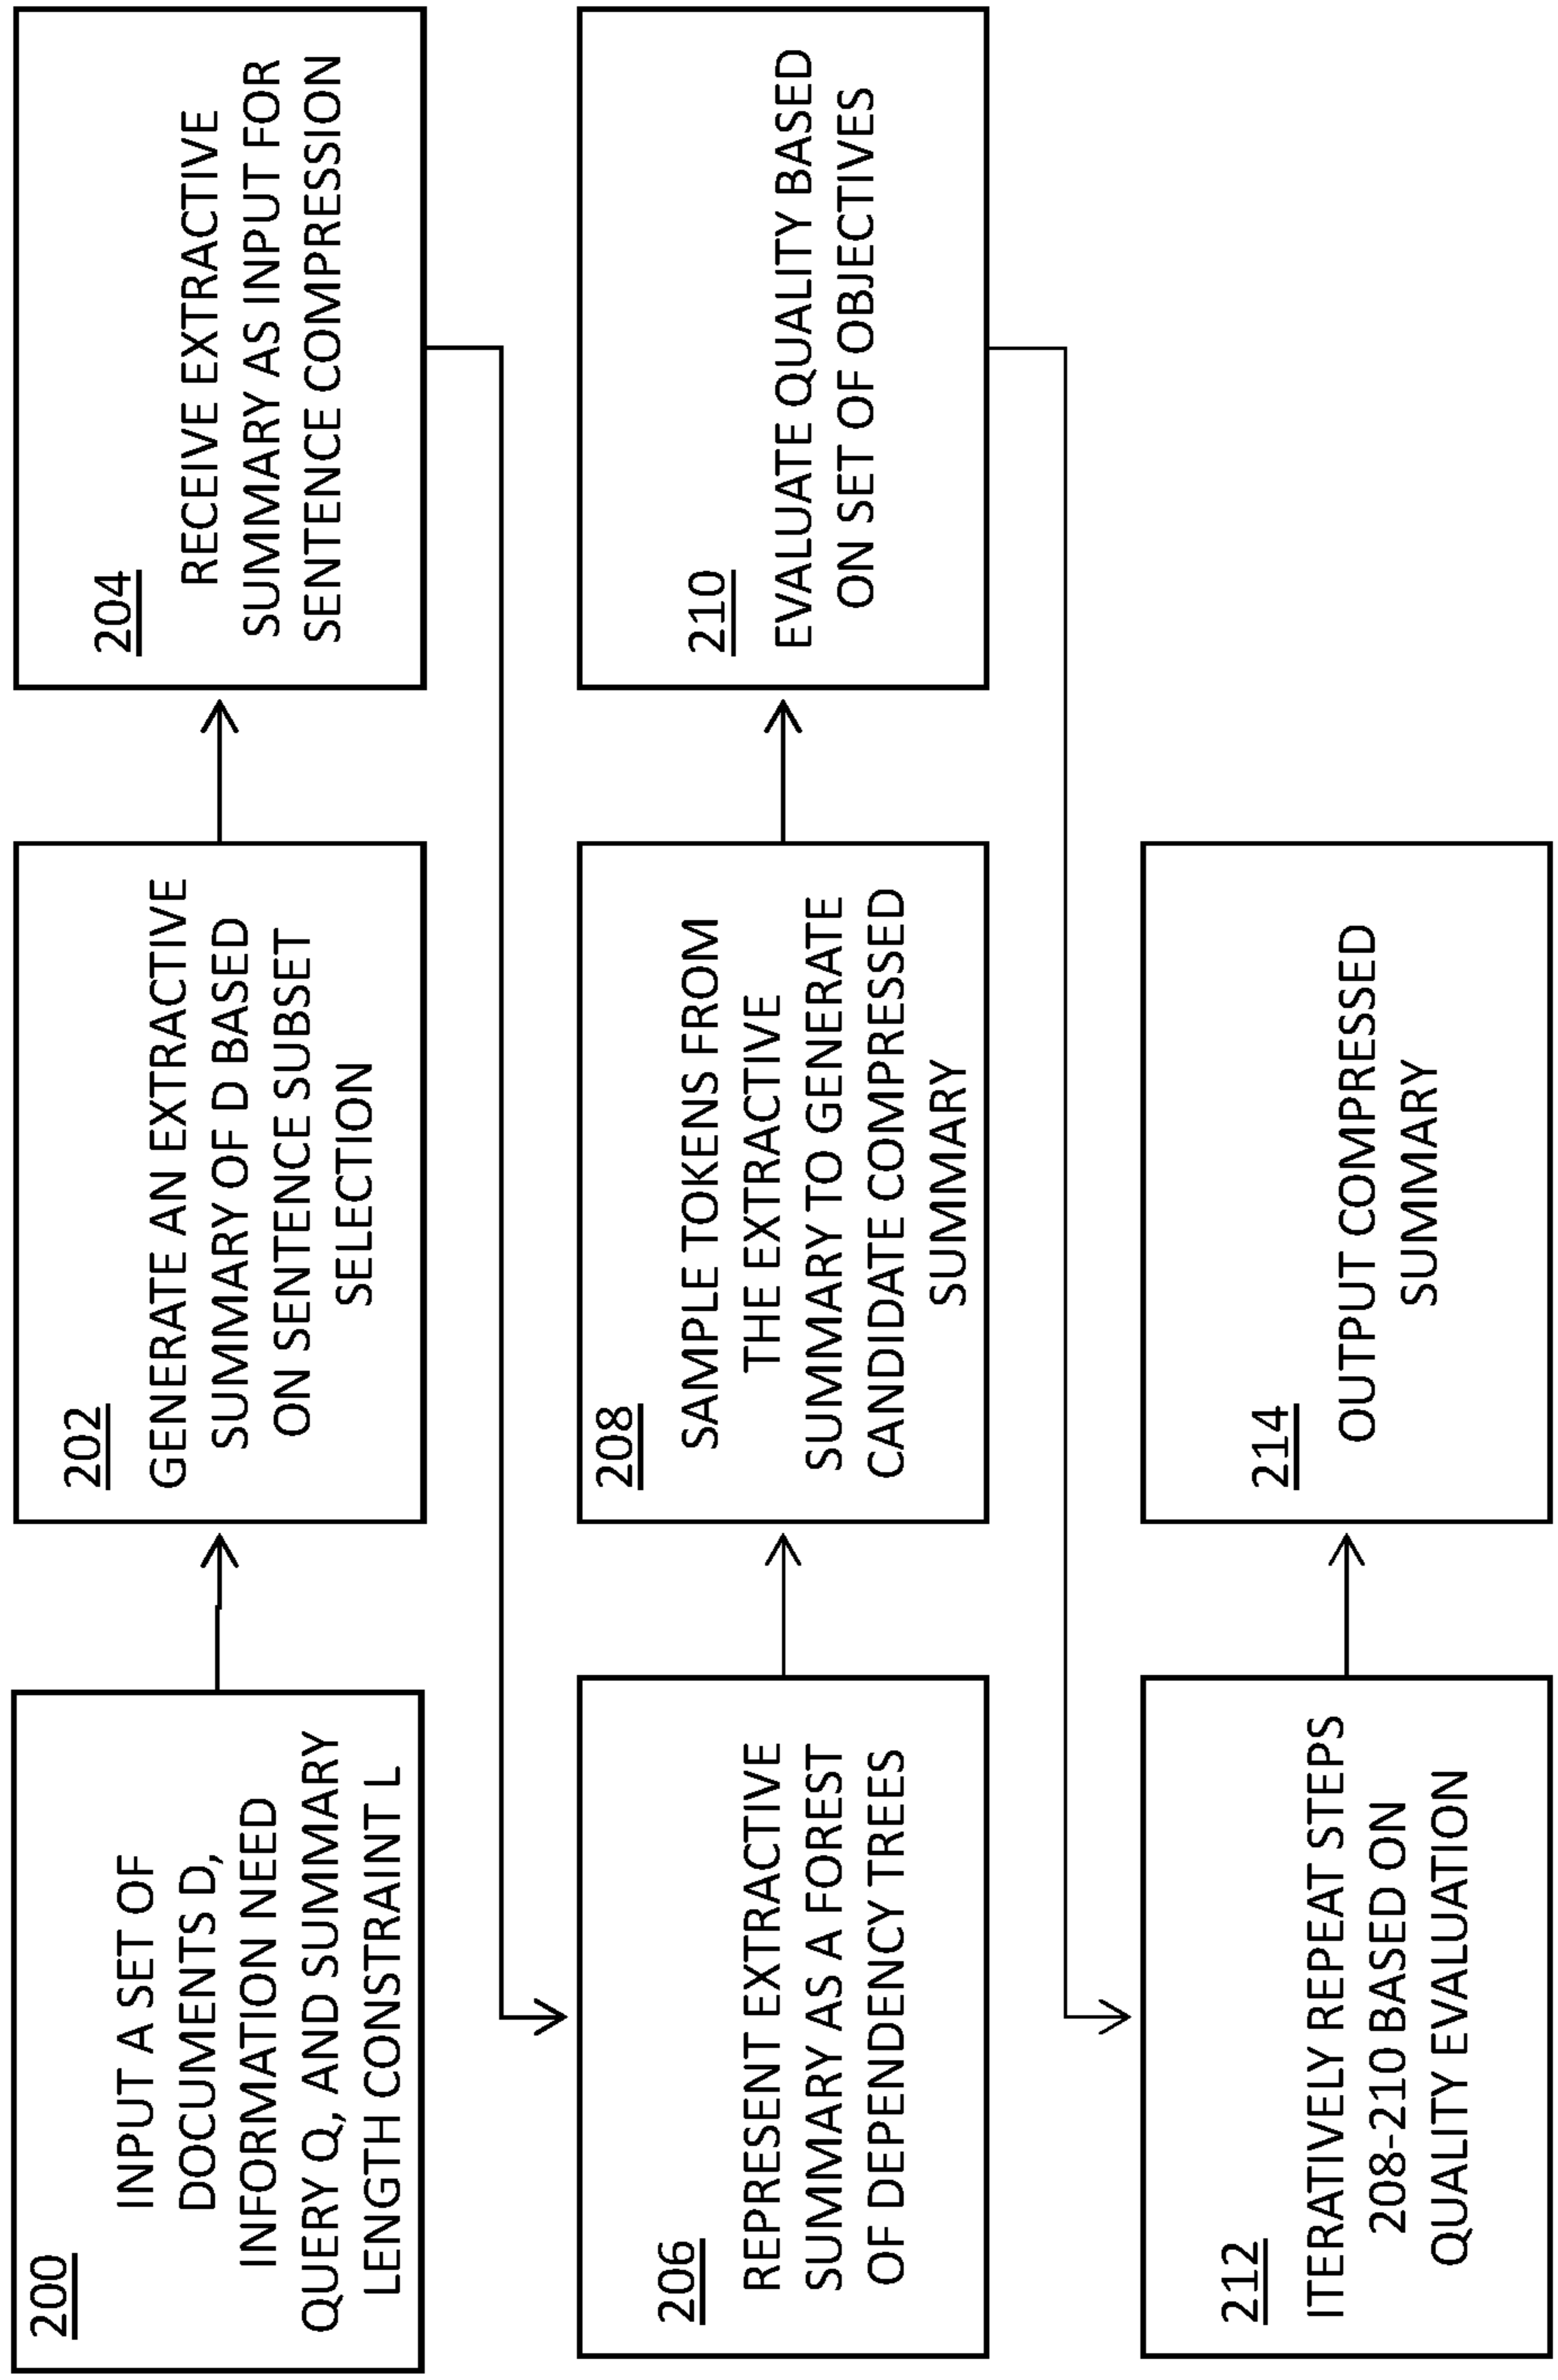 200
INPUT A SET OF
DOCUMENTS D,
INFORMATION NEED
QUERY Q, AND SUMMARY
LENGTH CONSTRAINT L
202
GENERATE AN EXTRACTIVE
SUMMARY OF D BASED
ON SENTENCE SUBSET
SELECTION
204
RECEIVE EXTRACTIVE
SUMMARY AS INPUT FOR
SENTENCE COMPRESSION
206
REPRESENT EXTRACTIVE
SUMMARY AS A FOREST
OF DEPENDENCY TREES
208
SAMPLE TOKENS FROM
THE EXTRACTIVE
SUMMARY TO GENERATE
CANDIDATE COMPRESSED
SUMMARY
210
EVALUATE QUALITY BASED
ON SET OF OBJECTIVES
212
ITERATIVELY REPEAT STEPS
208-210 BASED ON
QUALITY EVALUATION
214
OUTPUT COMPRESSED
SUMMARY